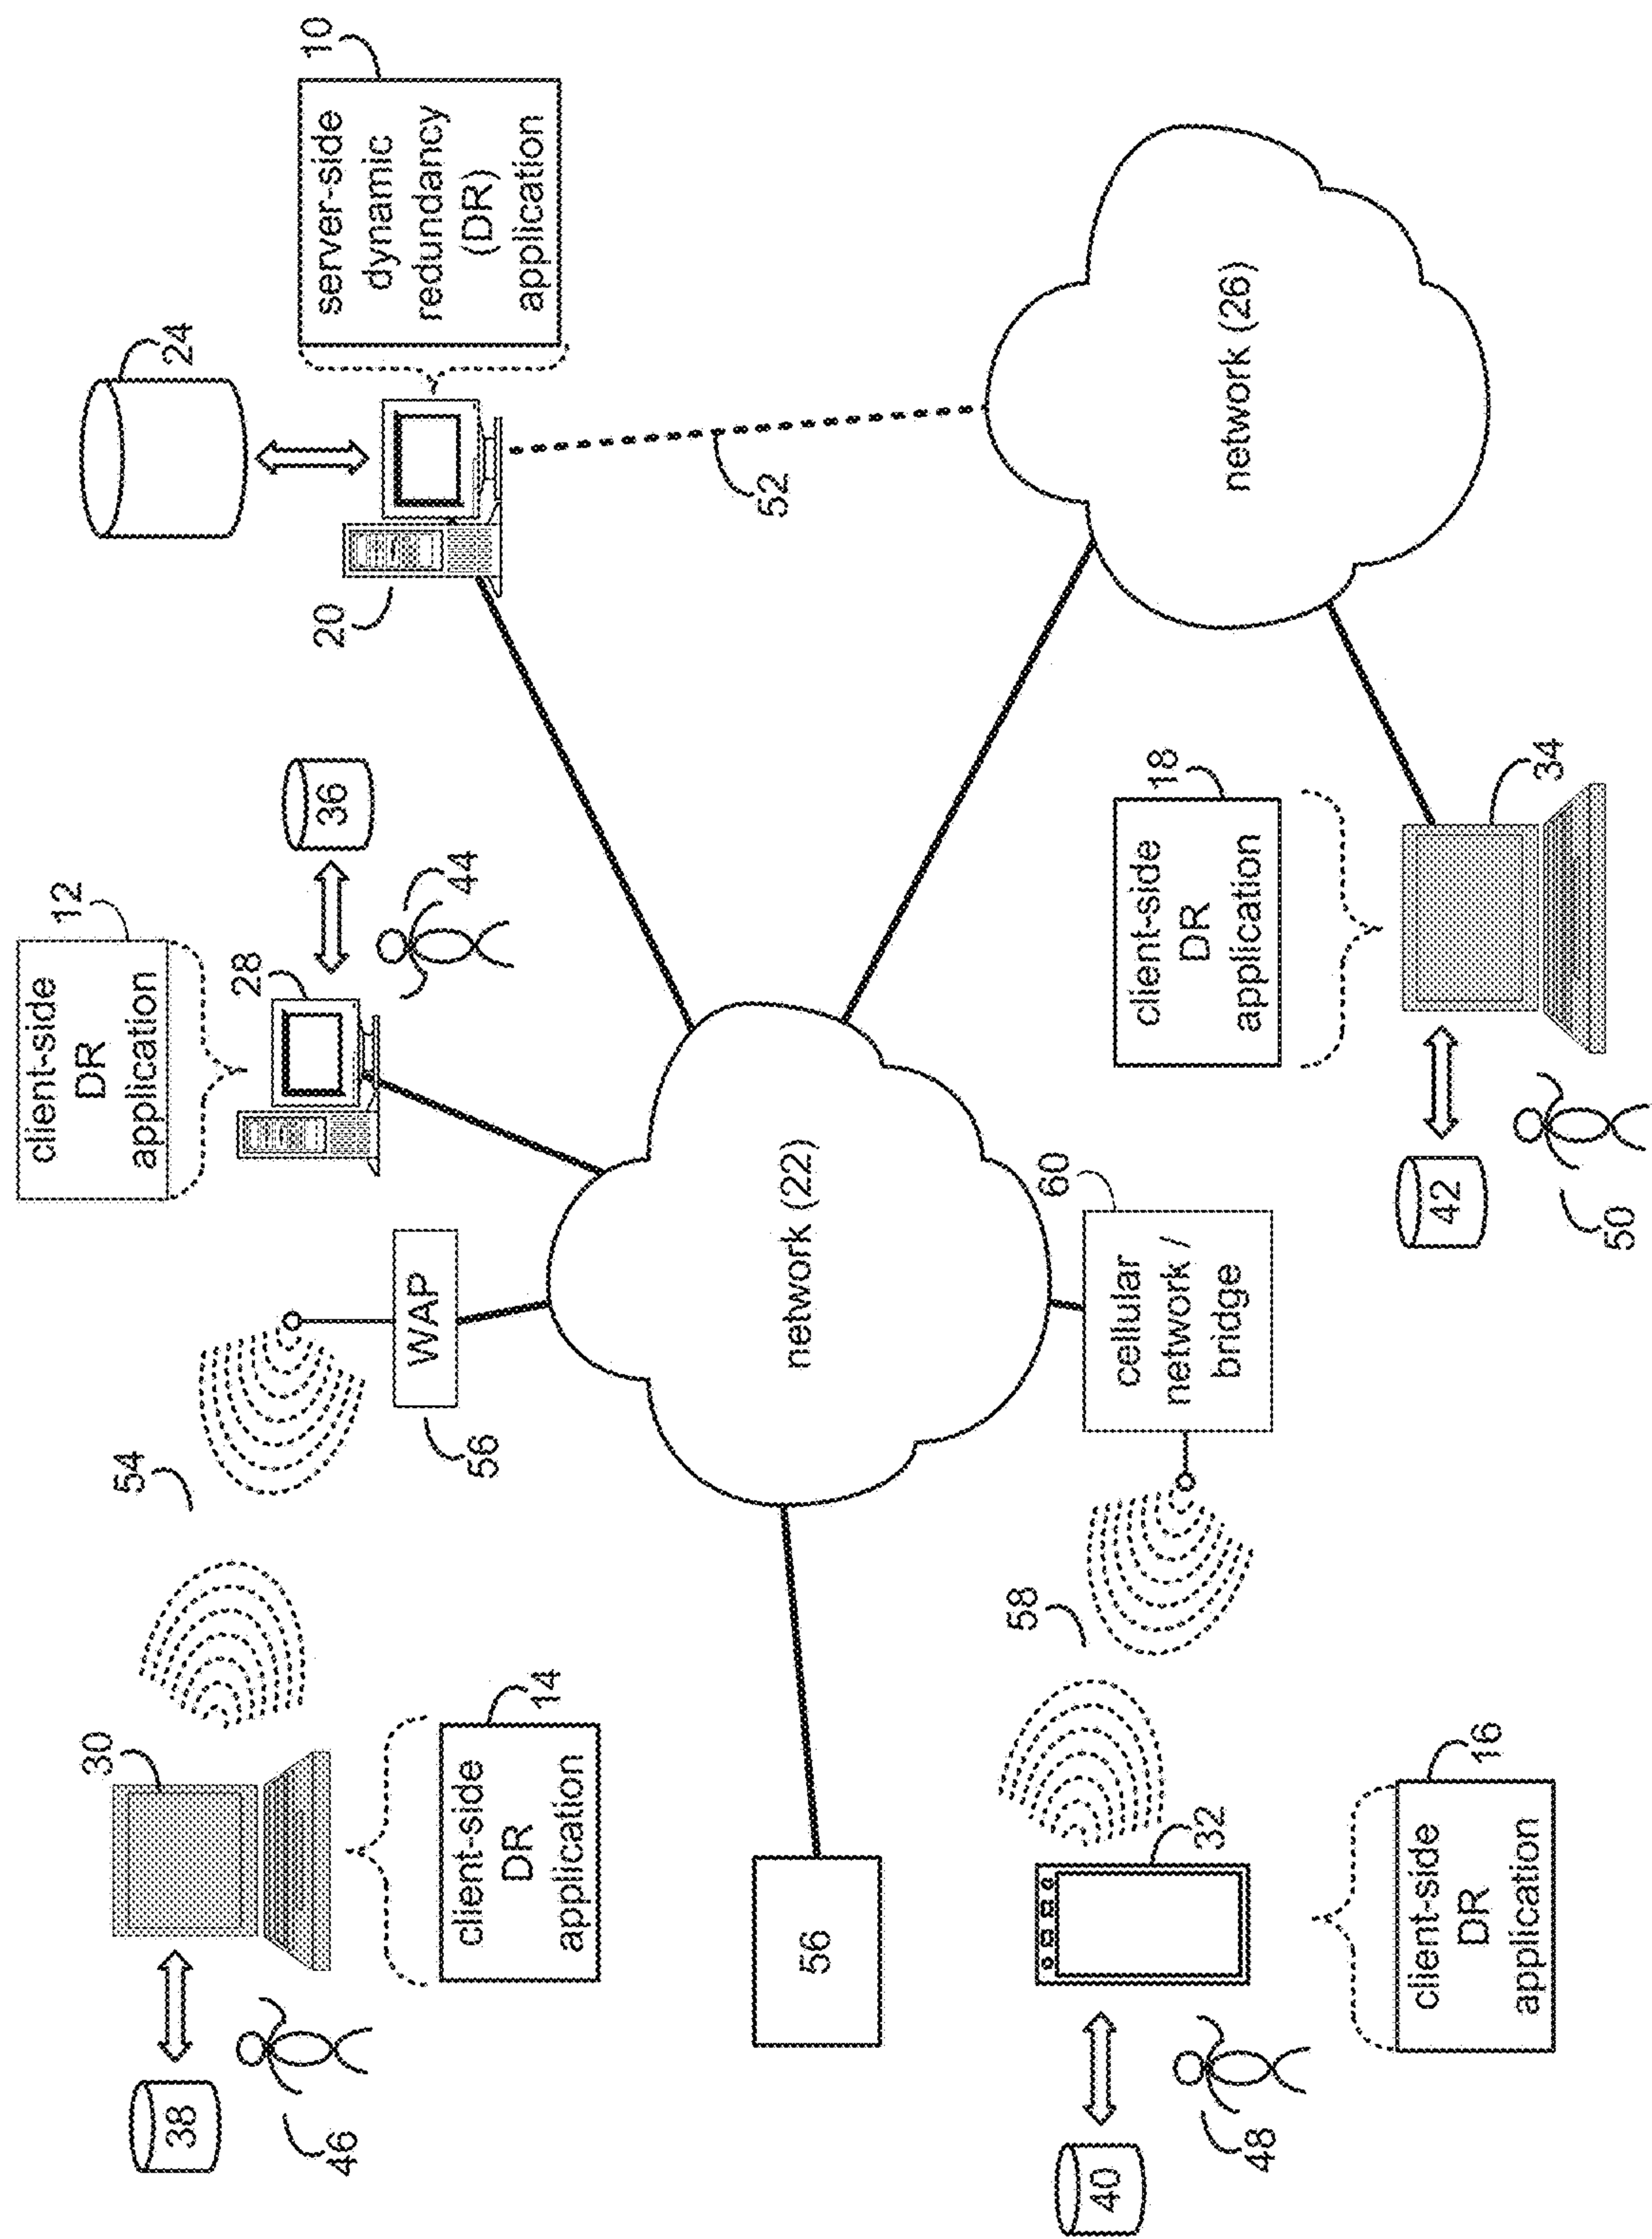 12
client-side
DR
application
30
54
24
38
28
10
server-side
dynamic
redundancy
(DR)
application
46
36
20
WAP
44
56
14
client-side
DR
application
52
network (22)
56
58
60
cellular
network /
bridge
40
32
48
18
client-side
DR
application
network (26)
16
client-side
DR
application
42
34
50